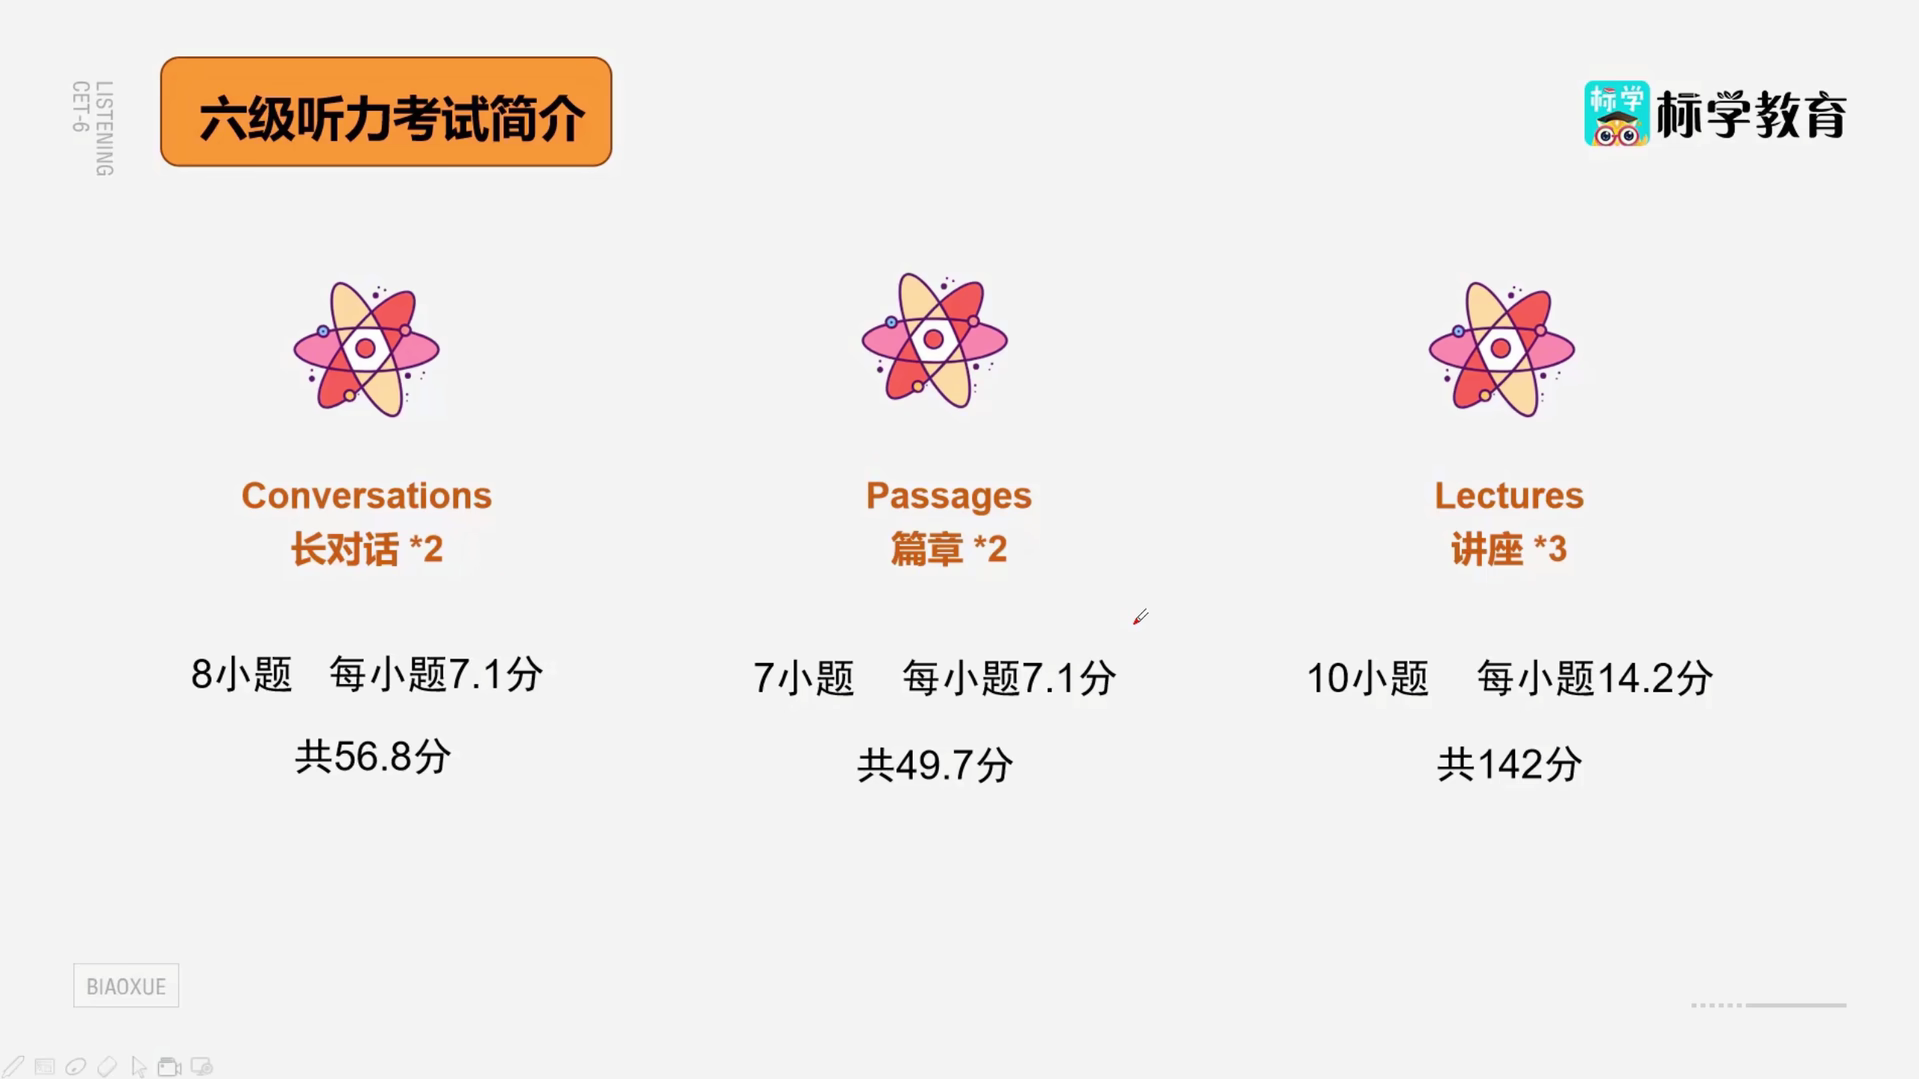 LISTENING
CET-6
六级听力考试简介
标学
标学教育
Conversations
长对话 *2
8小题 每小题7.1分
共56.8分
Passages
篇章 *2
7小题 每小题7.1分
共49.7分
Lectures
讲座 *3
10小题 每小题14.2分
共142分
BIAOXUE